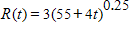 R(t) = 3(55 + 4t)^0.25